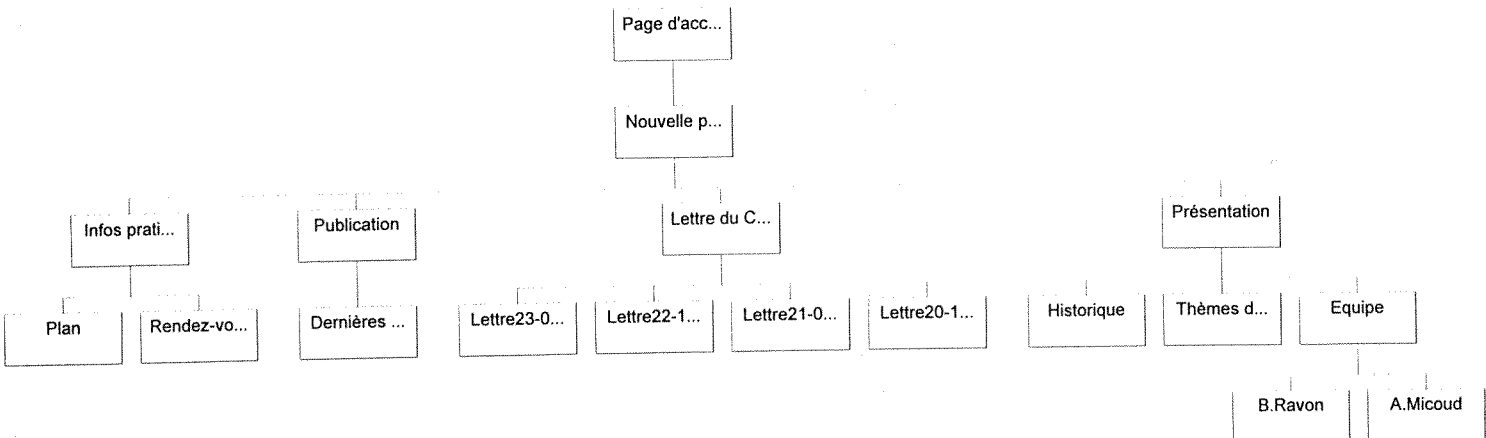 Page d'acc...
Nouvelle p...
Infos prati...
Publication
Lettre du C...
Présentation
Plan
Rendez-vo...
Dernières ...
Lettre23-0...
Lettre22-1...
Lettre21-0...
Lettre20-1...
Historique
Thèmes d...
Equipe
B.Ravon
A.Micoud